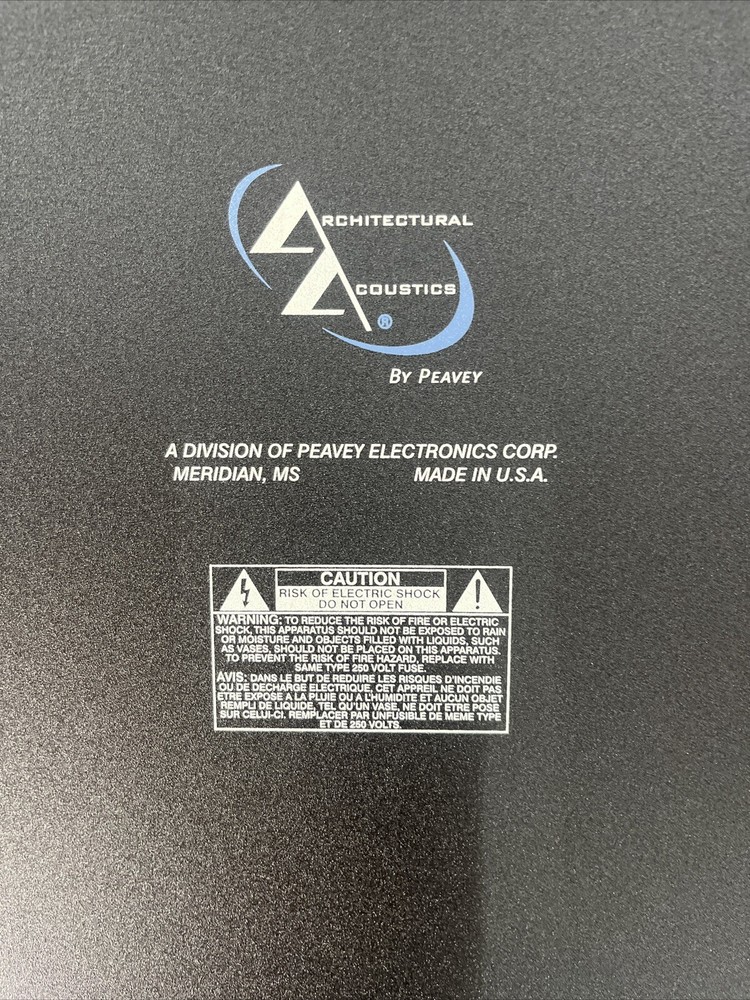 ARCHITECTURAL
ACOUSTICS
®
BY PEAVEY
A DIVISION OF PEAVEY ELECTRONICS CORP.
MERIDIAN, MS MADE IN U.S.A.
CAUTION
RISK OF ELECTRIC SHOCK
DO NOT OPEN
!
WARNING: TO REDUCE THE RISK OF FIRE OR ELECTRIC
SHOCK, THIS APPARATUS SHOULD NOT BE EXPOSED TO RAIN
OR MOISTURE AND OBJECTS FILLED WITH LIQUIDS, SUCH
AS VASES, SHOULD NOT BE PLACED ON THIS APPARATUS.
TO PREVENT THE RISK OF FIRE HAZARD, REPLACE WITH
SAME TYPE 250 VOLT FUSE.
AVIS: DANS LE BUT DE REDUIRE LES RISQUES D'INCENDIE
OU DE DECHARGE ELECTRIQUE, CET APPREIL NE DOIT PAS
ETRE EXPOSE A LA PLUIE OU A L'HUMIDITE ET AUCUN OBJET
REMPLI DE LIQUIDE, TEL QU'UN VASE, NE DOIT ETRE POSE
SUR CELUI-CI. REMPLACER PAR UNFUSIBLE DE MEME TYPE
ET DE 250 VOLTS.